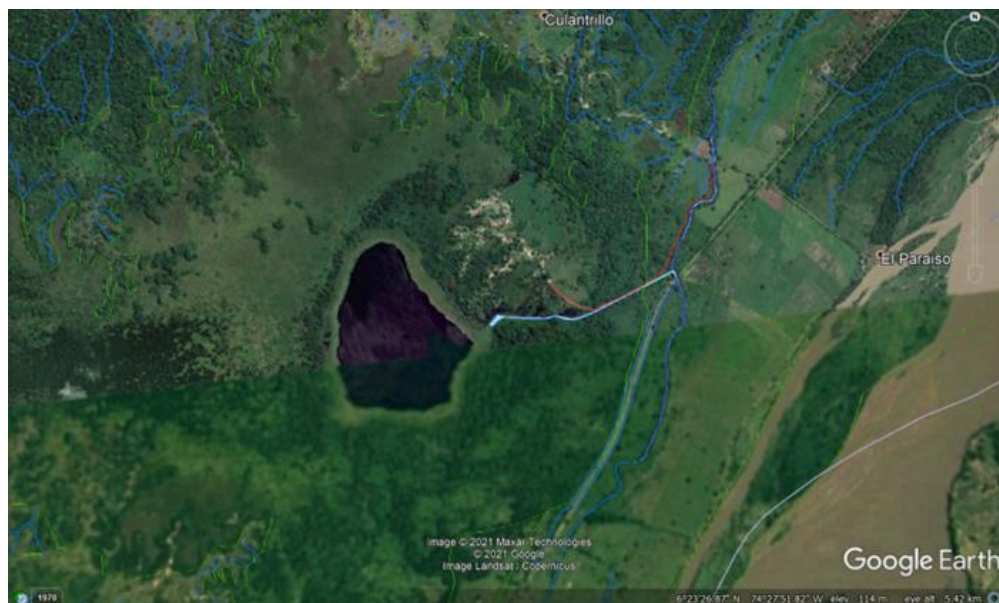 Culantrillo
N
El Paraiso
Image © 2021 Maxar Technologies
© 2021 Google
Image Landsat / Copernicus
Google Earth
1970
6°23'26.87" N 74°27'51.82" W elev 114 m eye alt 5.42 km